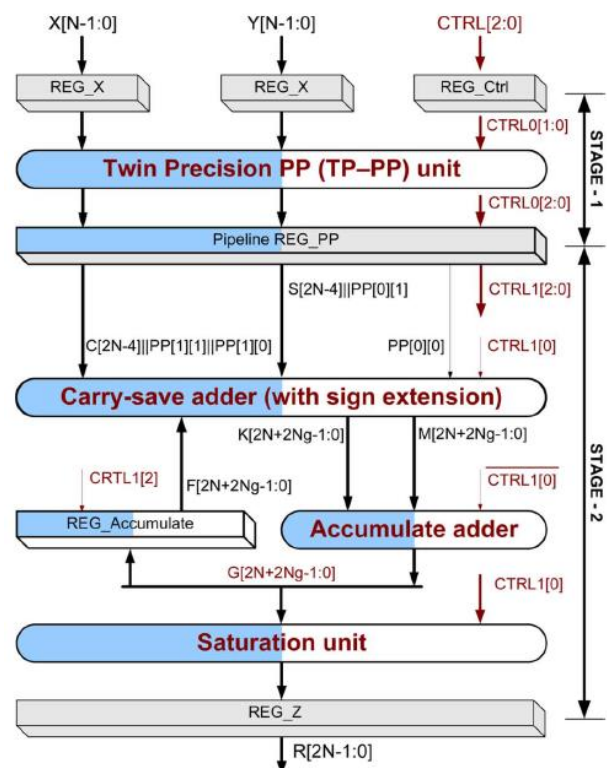 X[N-1:0] Y[N-1:0] CTRL[2:0]
REG_X REG_X REG_Ctrl
CTRL0[1:0]
Twin Precision PP (TP–PP) unit
CTRL0[2:0]
STAGE - 1
Pipeline REG_PP
S[2N-4]||PP[0][1]
CTRL1[2:0]
C[2N-4]||PP[1][1]||PP[1][0]
PP[0][0]
CTRL1[0]
Carry-save adder (with sign extension)
K[2N+2Ng-1:0] M[2N+2Ng-1:0]
CRTL1[2]
F[2N+2Ng-1:0]
CTRL1[0]
REG_Accumulate
Accumulate adder
G[2N+2Ng-1:0]
CTRL1[0]
STAGE - 2
Saturation unit
REG_Z
R[2N-1:0]